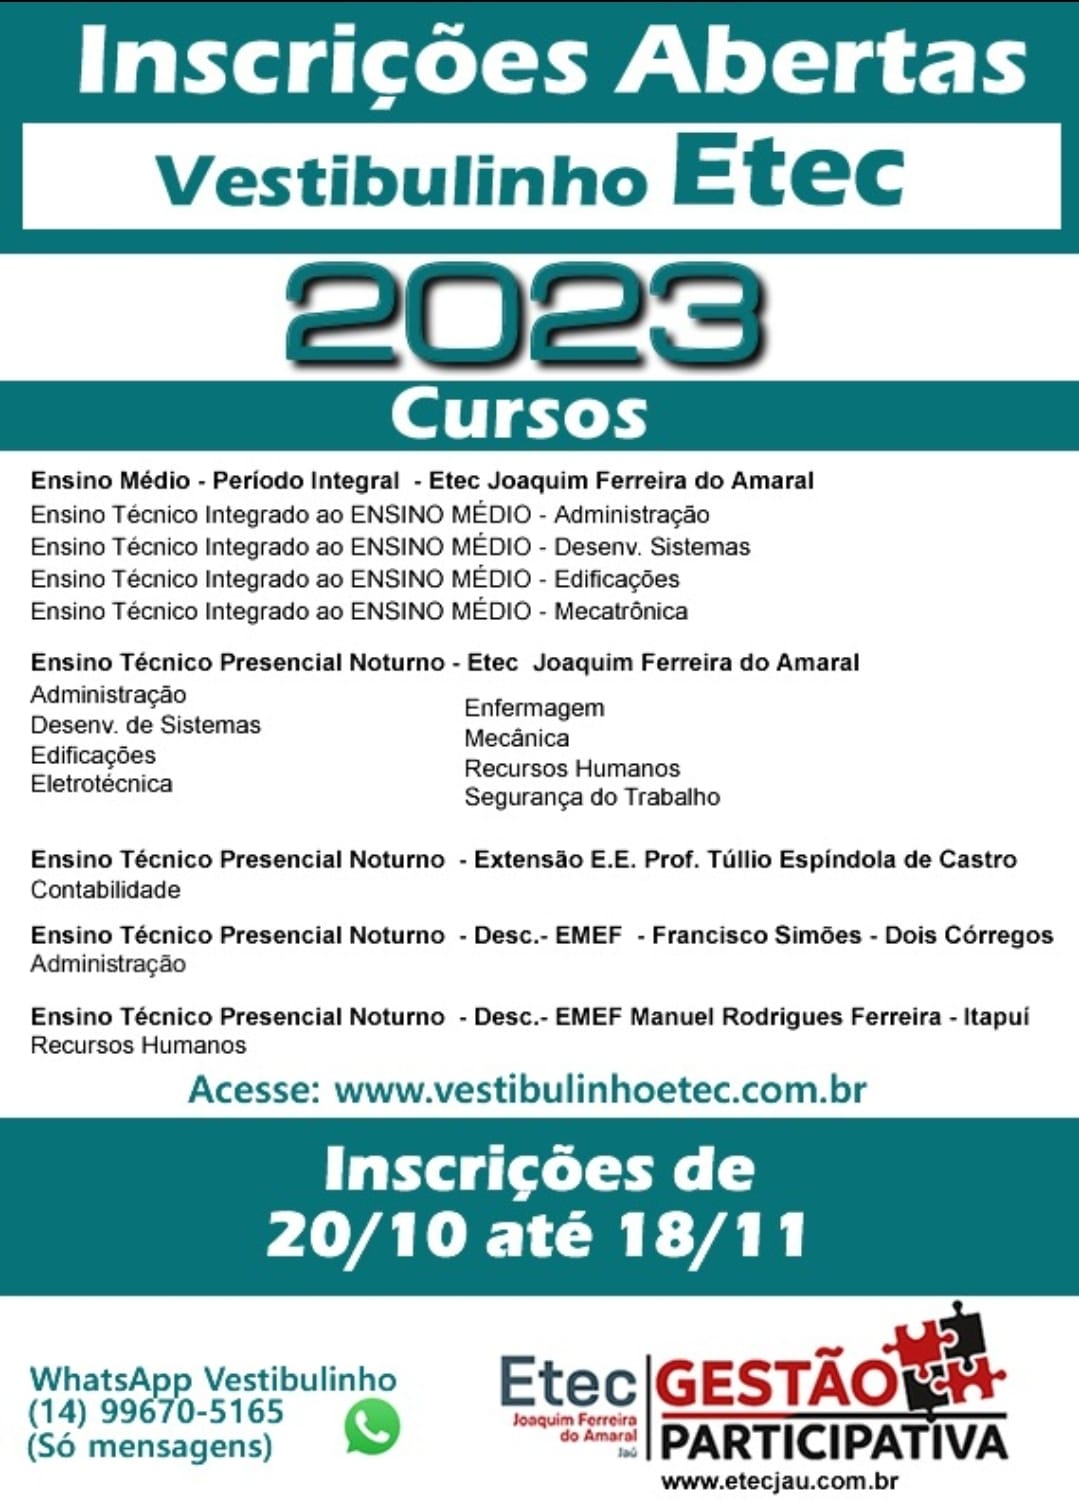 Inscrições Abertas
Vestibulinho Etec
2023
Cursos
Ensino Médio - Período Integral - Etec Joaquim Ferreira do Amaral
Ensino Técnico Integrado ao ENSINO MÉDIO - Administração
Ensino Técnico Integrado ao ENSINO MÉDIO - Desenv. Sistemas
Ensino Técnico Integrado ao ENSINO MÉDIO - Edificações
Ensino Técnico Integrado ao ENSINO MÉDIO - Mecatrônica
Ensino Técnico Presencial Noturno - Etec Joaquim Ferreira do Amaral
Administração
Desenv. de Sistemas
Edificações
Eletrotécnica
Enfermagem
Mecânica
Recursos Humanos
Segurança do Trabalho
Ensino Técnico Presencial Noturno - Extensão E.E. Prof. Túllio Espíndola de Castro
Contabilidade
Ensino Técnico Presencial Noturno - Desc.- EMEF - Francisco Simões - Dois Córregos
Administração
Ensino Técnico Presencial Noturno - Desc.- EMEF Manuel Rodrigues Ferreira - Itapuí
Recursos Humanos
Acesse: www.vestibulinhoetec.com.br
Inscrições de
20/10 até 18/11
WhatsApp Vestibulinho
(14) 99670-5165
(Só mensagens)
Etec
Joaquim Ferreira
do Amaral
Jaú
GESTÃO
PARTICIPATIVA
www.etecjau.com.br